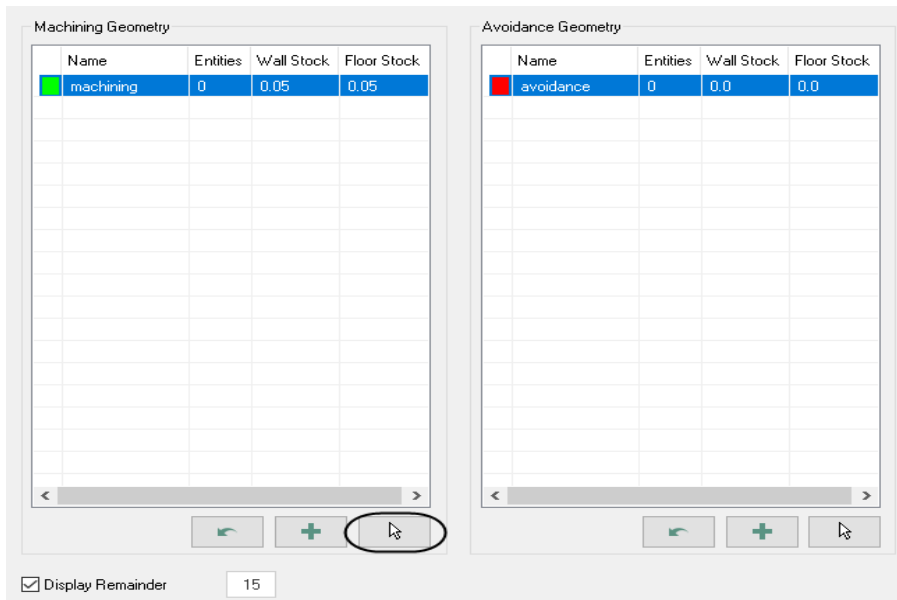 Machining Geometry
Name Entities Wall Stock Floor Stock
machining 0 0.05 0.05
Avoidance Geometry
Name Entities Wall Stock Floor Stock
avoidance 0 0.0 0.0
Display Remainder 15